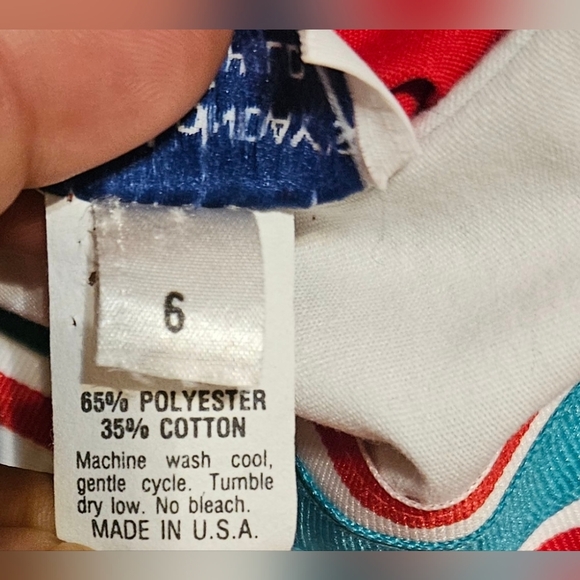 6
65% POLYESTER
35% COTTON
Machine wash cool,
gentle cycle. Tumble
dry low. No bleach.
MADE IN U.S.A.